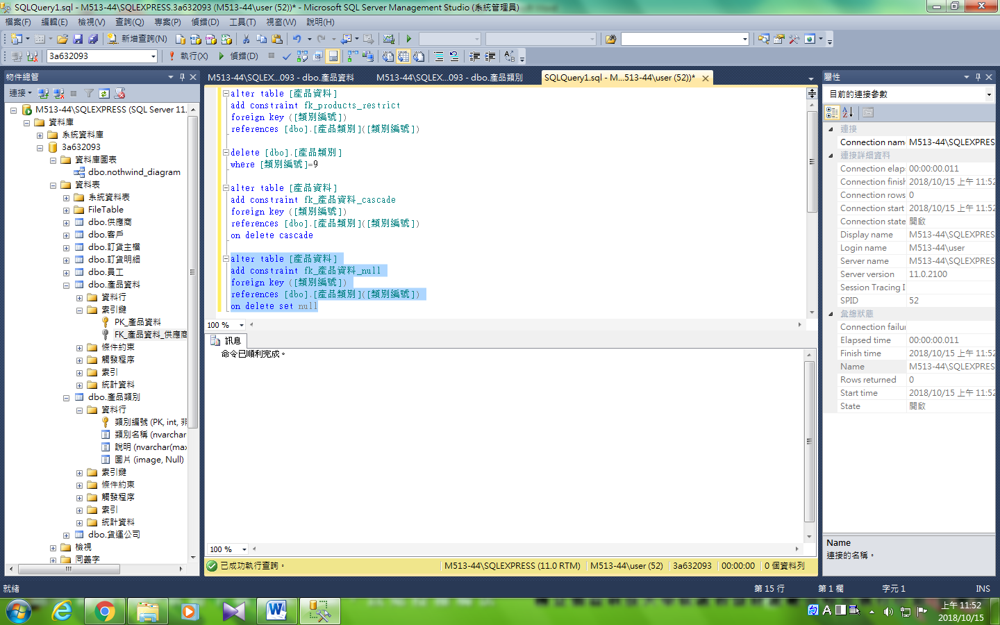 SQLQuery1.sql - M513-44\SQLEXPRESS.3a632093 (M513-44\user (52))* - Microsoft SQL Server Management Studio (系統管理員)
檔案(F) 編輯(E) 檢視(V) 查詢(Q) 專案(P) 偵錯(D) 工具(T) 視窗(W) 說明(H)
新增查詢(N)
3a632093 執行(X) 偵錯(D)
物件總管
連接
M513-44\SQLEXPRESS (SQL Server 11.
資料庫
系統資料庫
3a632093
資料庫圖表
dbo.nothwind_diagram
資料表
系統資料表
FileTable
dbo.供應商
dbo.客戶
dbo.訂貨主檔
dbo.訂貨明細
dbo.員工
dbo.產品資料
資料行
索引鍵
PK_產品資料
FK_產品資料_供應商
條件約束
觸發程序
索引
統計資料
dbo.產品類別
資料行
類別編號 (PK, int, 非
類別名稱 (nvarchar
說明 (nvarchar(max
圖片 (image, Null)
索引鍵
條件約束
觸發程序
索引
統計資料
dbo.貨運公司
檢視
同義字
M513-44\SQLEX...093 - dbo.產品資料 M513-44\SQLEX...093 - dbo.產品類別 SQLQuery1.sql - M...513-44\user (52))*
alter table [產品資料]
add constraint fk_products_restrict
foreign key ([類別編號])
references [dbo].[產品類別]([類別編號])
delete [dbo].[產品類別]
where [類別編號]=9
alter table [產品資料]
add constraint fk_產品資料_cascade
foreign key ([類別編號])
references [dbo].[產品類別]([類別編號])
on delete cascade
alter table [產品資料]
add constraint fk_產品資料_null
foreign key ([類別編號])
references [dbo].[產品類別]([類別編號])
on delete set null
100 %
訊息
命令已順利完成。
100 %
已成功執行查詢。 M513-44\SQLEXPRESS (11.0 RTM) M513-44\user (52) 3a632093 00:00:00 0 個資料列
屬性
目前的連接參數
連接
Connection name M513-44\SQLEXPRES
連接詳細資料
Connection elap 00:00:00.011
Connection finish 2018/10/15 上午 11:52
Connection rows 0
Connection start 2018/10/15 上午 11:52
Connection state 開啟
Display name M513-44\SQLEXPRES
Login name M513-44\user
Server name M513-44\SQLEXPRES
Server version 11.0.2100
Session Tracing I
SPID 52
彙總狀態
Connection failur
Elapsed time 00:00:00.011
Finish time 2018/10/15 上午 11:52
Name M513-44\SQLEXPRES
Rows returned 0
Start time 2018/10/15 上午 11:52
State 開啟
Name
連接的名稱。
就緒 第 15 行 第 1 欄 字元 1 INS
上午 11:52
2018/10/15